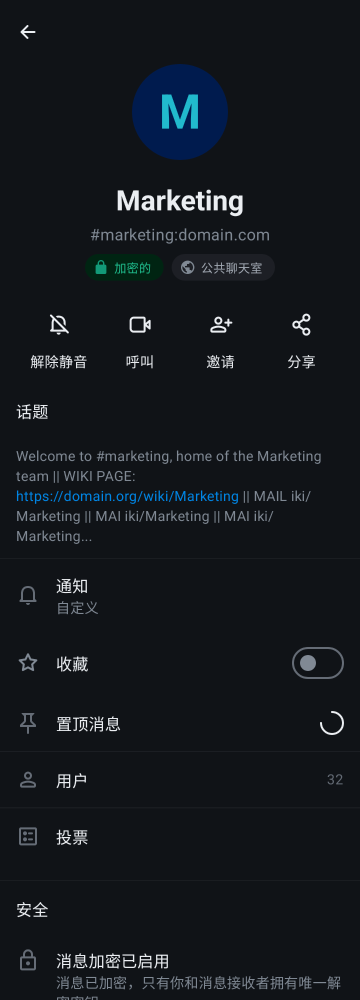 M
Marketing
#marketing:domain.com
加密的
公共聊天室
解除静音
呼叫
邀请
分享
话题
Welcome to #marketing, home of the Marketing
team || WIKI PAGE:
https://domain.org/wiki/Marketing || MAIL iki/
Marketing || MAI iki/Marketing || MAI iki/
Marketing...
通知
自定义
收藏
置顶消息
用户
32
投票
安全
消息加密已启用
消息已加密，只有你和消息接收者拥有唯一解